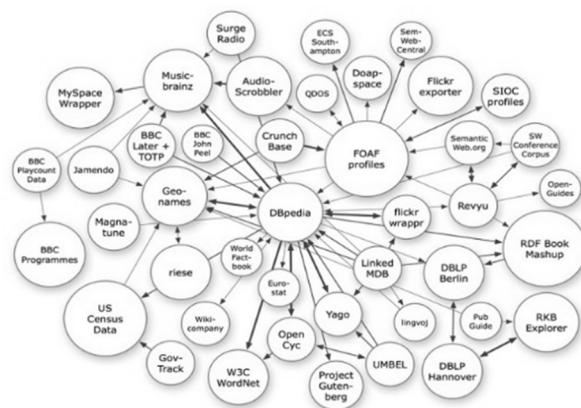 Surge
Radio
ECS
South-
ampton
Sem-
Web-
Central
Music-
brainz
Audio-
Scrobbler
Doap-
space
Flickr
exporter
MySpace
Wrapper
QDOS
SIOC
profiles
BBC
Later +
TOTP
BBC
John
Peel
Crunch
Base
FOAF
profiles
Semantic
Web.org
SW
Conference
Corpus
BBC
Playcount
Data
Jamendo
Geo-
names
DBpedia
flickr
wrappr
Revyu
Open-
Guides
Magna-
tune
BBC
Programmes
riese
World
Fact-
book
Linked
MDB
DBLP
Berlin
RDF Book
Mashup
Euro-
stat
US
Census
Data
Wiki-
company
Open
Cyc
Yago
lingvoj
Pub
Guide
RKB
Explorer
Gov-
Track
W3C
WordNet
Project
Guten-
berg
UMBEL
DBLP
Hannover